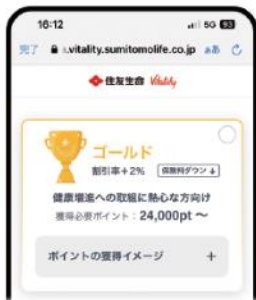 16:12
5G 93
完了 s.vitality.sumitomolife.co.jp ぁあ
住友生命 Vitality
ゴールド
割引率+2% 保険料ダウン↓
健康増進への取組に熱心な方向け
獲得必要ポイント：24,000pt ～
ポイントの獲得イメージ +